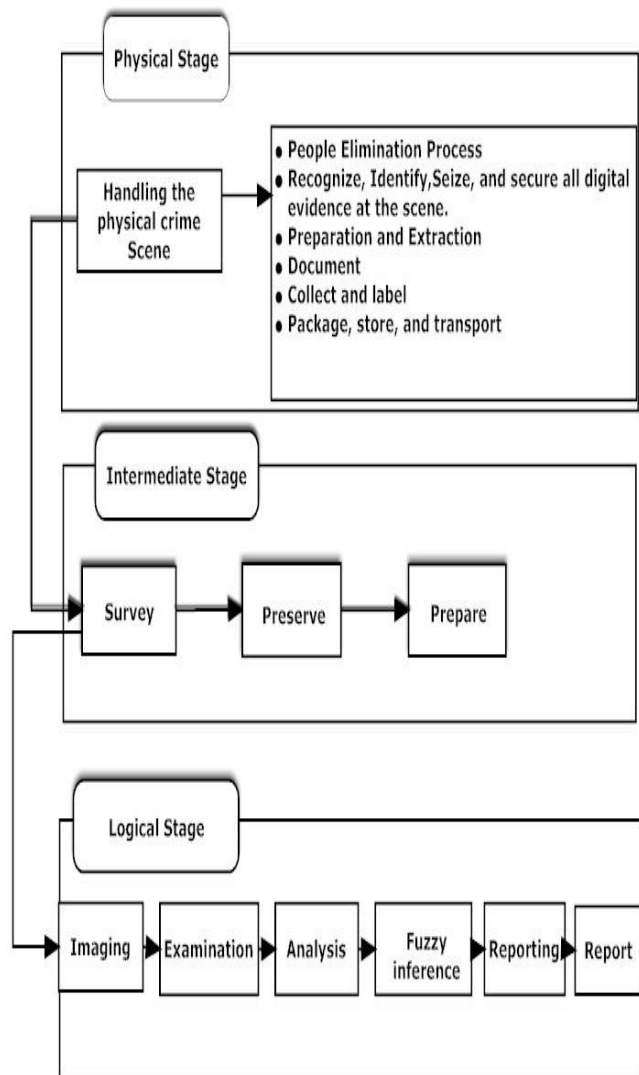 Physical Stage
Handling the
physical crime
Scene
● People Elimination Process
● Recognize, Identify,Seize, and secure all digital
evidence at the scene.
● Preparation and Extraction
● Document
● Collect and label
● Package, store, and transport
Intermediate Stage
Survey
Preserve
Prepare
Logical Stage
Imaging
Examination
Analysis
Fuzzy
inference
Reporting
Report